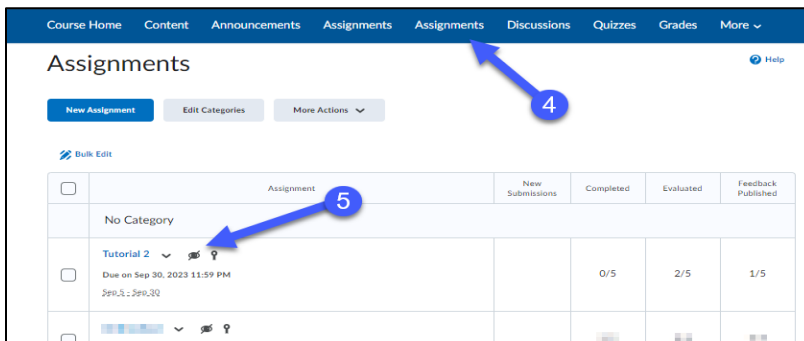 Course Home Content Announcements Assignments Assignments Discussions Quizzes Grades More
Assignments
Help
4
New Assignment Edit Categories More Actions
Bulk Edit
5
Assignment New Submissions Completed Evaluated Feedback Published
No Category
Tutorial 2
Due on Sep 30, 2023 11:59 PM
0/5 2/5 1/5
Sep 5 - Sep 30